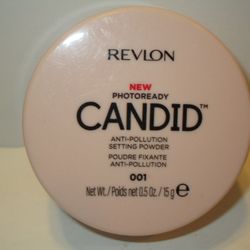 REVLON
NEW
PHOTOREADY
CANDID™
ANTI-POLLUTION
SETTING POWDER
POUDRE FIXANTE
ANTI-POLLUTION
001
Net Wt./Poids net 0.5 Oz. / 15 g ℮